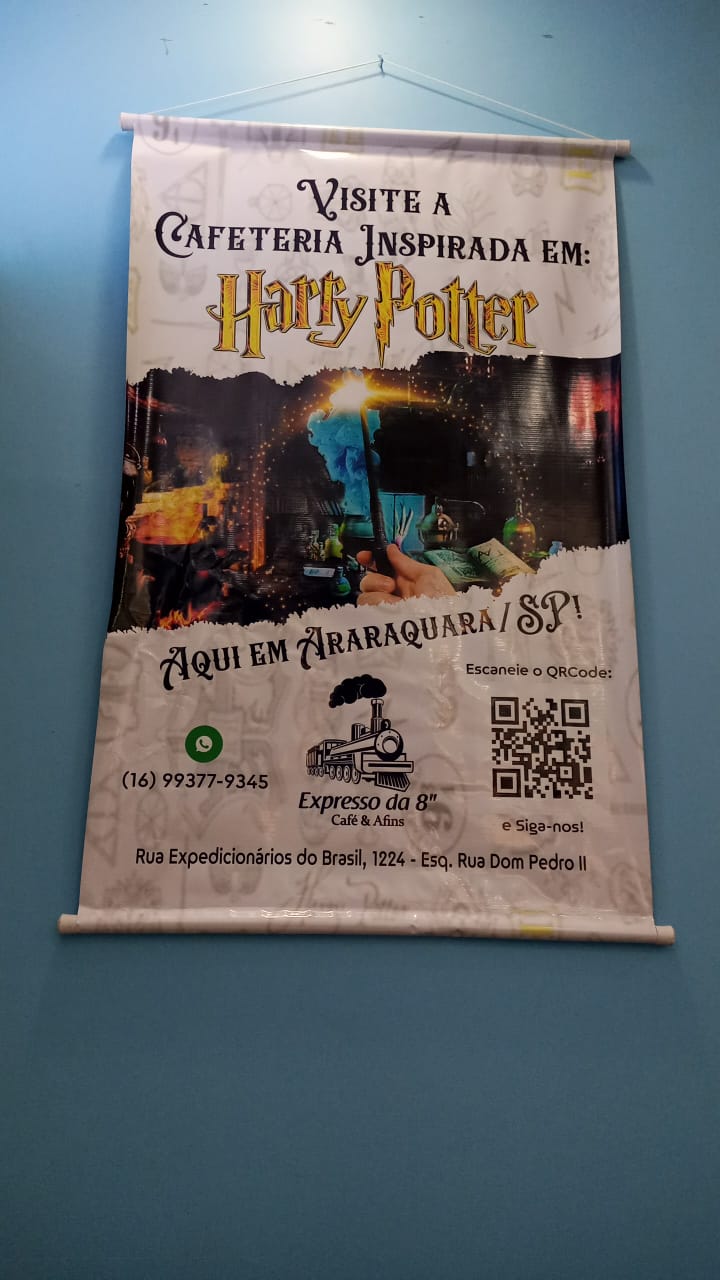 Visite a
Cafeteria Inspirada em:
Harry Potter
Aqui em Araraquara/SP!
Escaneie o QRCode:
(16) 99377-9345
Expresso da 8"
Café & Afins
e Siga-nos!
Rua Expedicionários do Brasil, 1224 - Esq. Rua Dom Pedro II